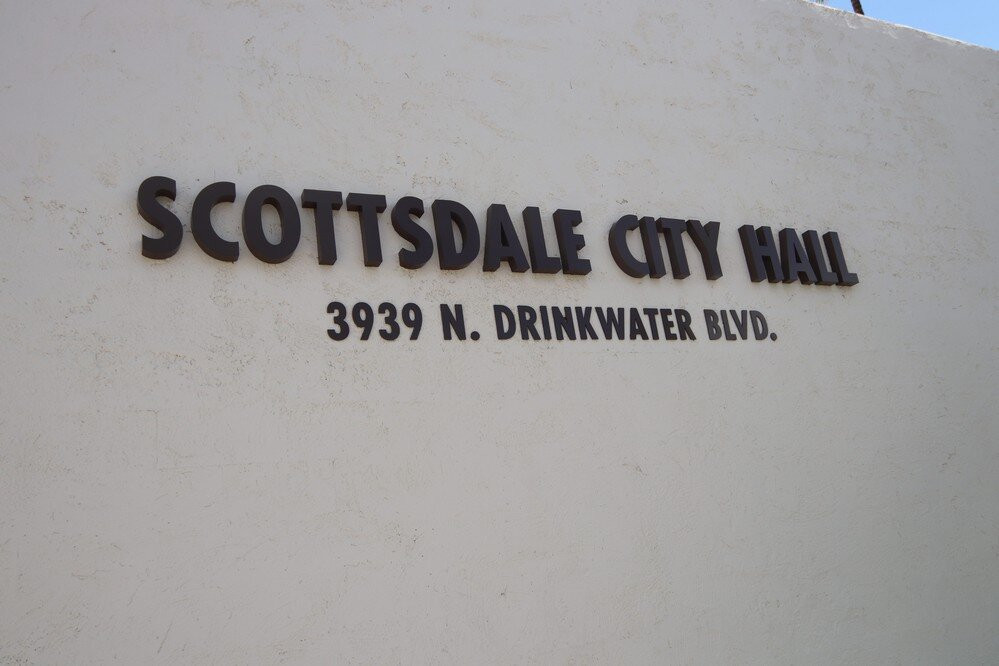 SCOTTSDALE CITY HALL
3939 N. DRINKWATER BLVD.